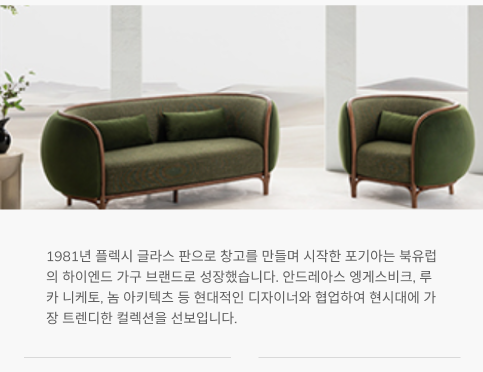 1981년 플렉시 글라스 판으로 창고를 만들며 시작한 포기아는 북유럽
의 하이엔드 가구 브랜드로 성장했습니다. 안드레아스 엥게스비크, 루
카 니케토, 놈 아키텍츠 등 현대적인 디자이너와 협업하여 현시대에 가
장 트렌디한 컬렉션을 선보입니다.